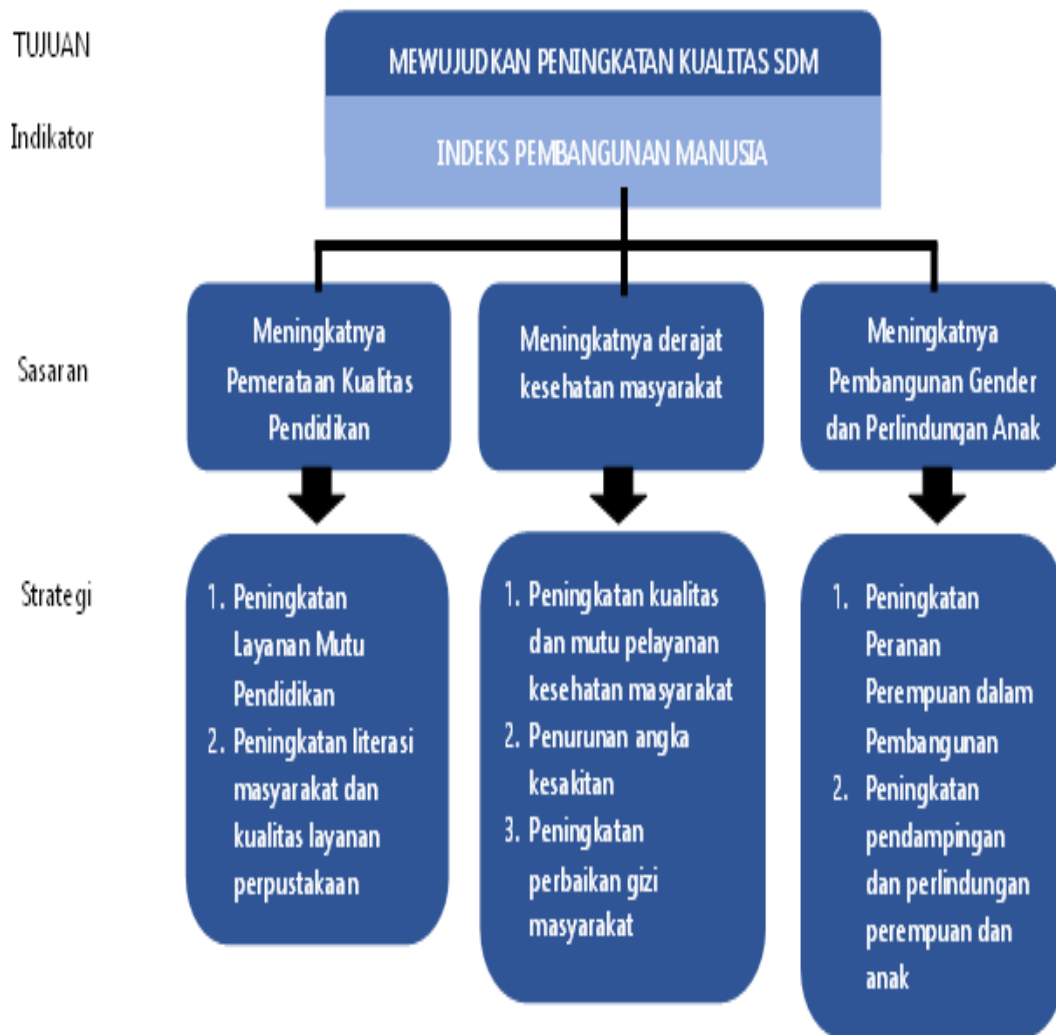 TUJUAN
MEWUJUDKAN PENINGKATAN KUALITAS SDM
Indikator
INDEKS PEMBANGUNAN MANUSIA
Sasaran
Meningkatnya
Pemerataan Kualitas
Pendidikan
Meningkatnya derajat
kesehatan masyarakat
Meningkatnya
Pembangunan Gender
dan Perlindungan Anak
Strategi
1. Peningkatan
Layanan Mutu
Pendidikan
2. Peningkatan literasi
masyarakat dan
kualitas layanan
perpustakaan
1. Peningkatan kualitas
dan mutu pelayanan
kesehatan masyarakat
2. Penurunan angka
kesakitan
3. Peningkatan
perbaikan gizi
masyarakat
1. Peningkatan
Peranan
Perempuan dalam
Pembangunan
2. Peningkatan
pendampingan
dan perlindungan
perempuan dan
anak